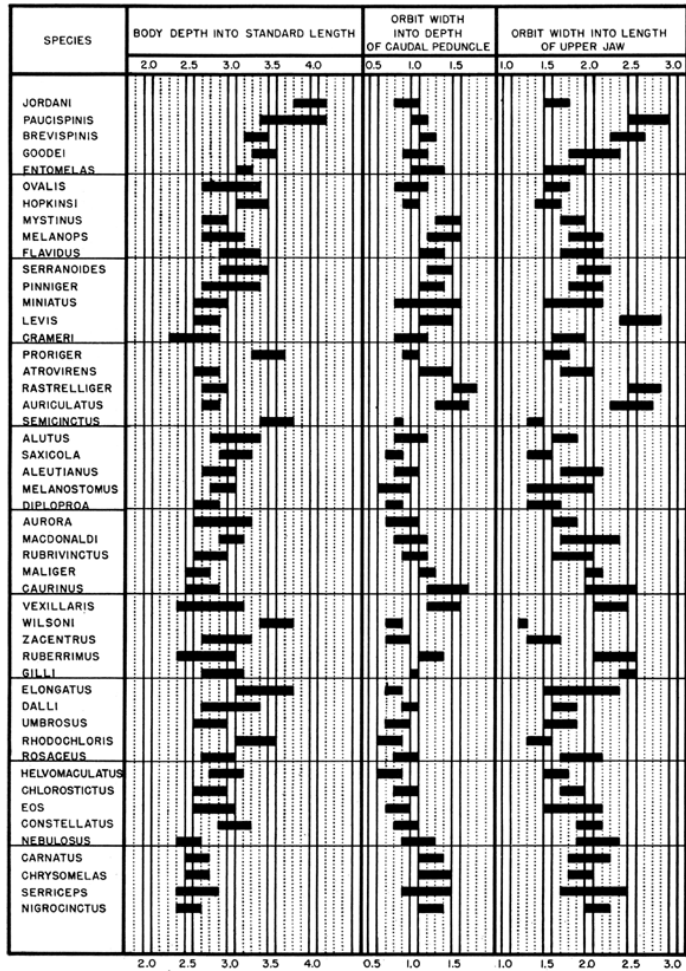 SPECIES
BODY DEPTH INTO STANDARD LENGTH
ORBIT WIDTH
INTO DEPTH
OF CAUDAL PEDUNCLE
ORBIT WIDTH INTO LENGTH
OF UPPER JAW
2.0 2.5 3.0 3.5 4.0
0.5 1.0 1.5
1.0 1.5 2.0 2.5 3.0
JORDANI
PAUCISPINIS
BREVISPINIS
GOODEI
ENTOMELAS
OVALIS
HOPKINSI
MYSTINUS
MELANOPS
FLAVIDUS
SERRANOIDES
PINNIGER
MINIATUS
LEVIS
CRAMERI
PRORIGER
ATROVIRENS
RASTRELLIGER
AURICULATUS
SEMICINCTUS
ALUTUS
SAXICOLA
ALEUTIANUS
MELANOSTOMUS
DIPLOPROA
AURORA
MACDONALDI
RUBRIVINCTUS
MALIGER
CAURINUS
VEXILLARIS
WILSONI
ZACENTRUS
RUBERRIMUS
GILLI
ELONGATUS
DALLI
UMBROSUS
RHODOCHLORIS
ROSACEUS
HELVOMACULATUS
CHLOROSTICTUS
EOS
CONSTELLATUS
NEBULOSUS
CARNATUS
CHRYSOMELAS
SERRICEPS
NIGROCINCTUS
2.0 2.5 3.0 3.5 4.0
0.5 1.0 1.5
1.0 1.5 2.0 2.5 3.0